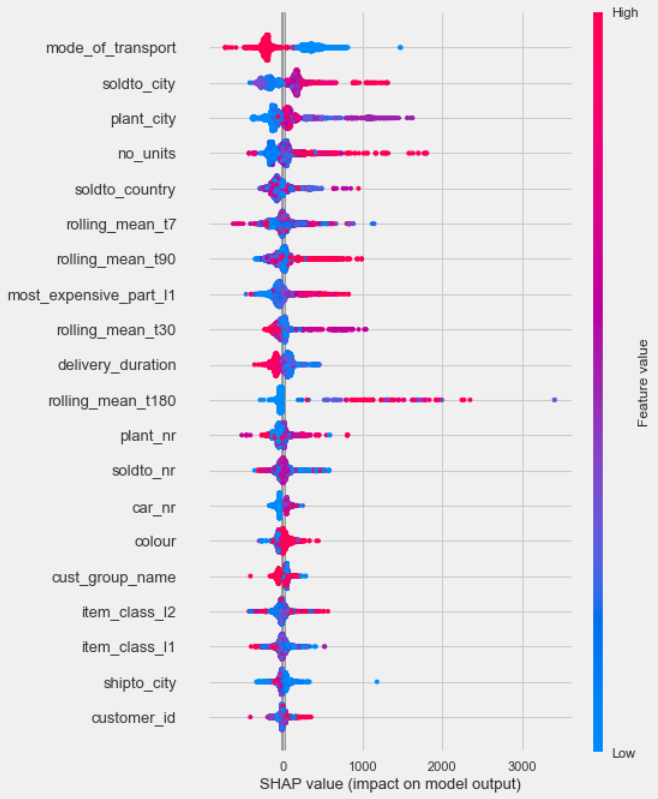 High
mode_of_transport
soldto_city
plant_city
no_units
soldto_country
rolling_mean_t7
rolling_mean_t90
most_expensive_part_l1
rolling_mean_t30
delivery_duration
rolling_mean_t180
plant_nr
soldto_nr
car_nr
colour
cust_group_name
item_class_l2
item_class_l1
shipto_city
customer_id
Feature value
Low
0 1000 2000 3000
SHAP value (impact on model output)